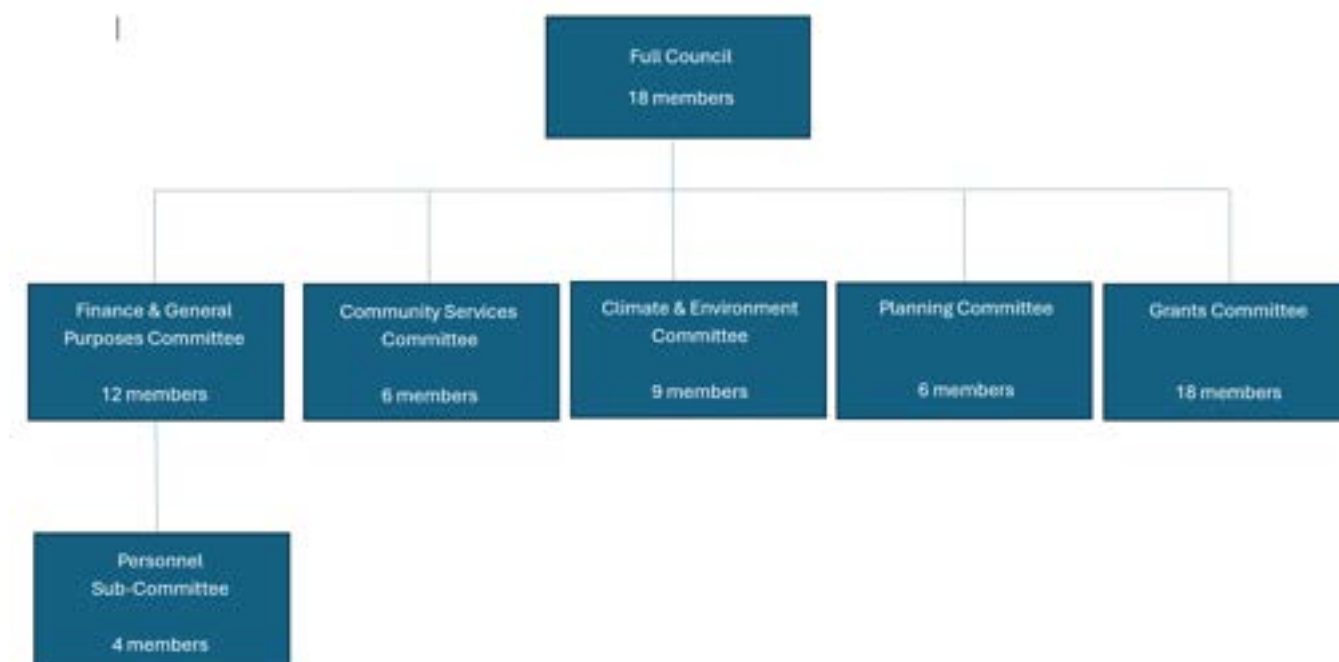 Full Council
18 members
Finance & General
Purposes Committee
12 members
Community Services
Committee
6 members
Climate & Environment
Committee
9 members
Planning Committee
6 members
Grants Committee
18 members
Personnel
Sub-Committee
4 members